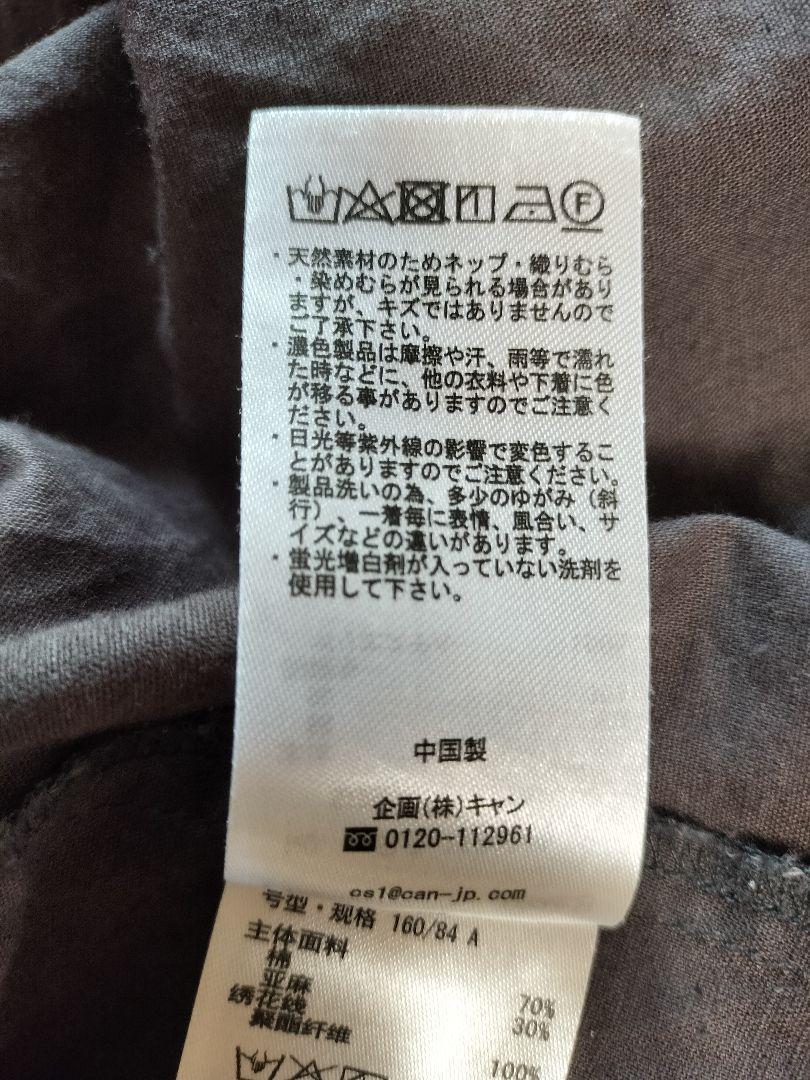 ・天然素材のためネップ・織りむら
・染めむらが見られる場合があり
ますが、キズではありませんので
ご了承下さい。
・濃色製品は摩擦や汗、雨等で濡れ
た時などに、他の衣料や下着に色
が移る事がありますのでご注意く
ださい。
・日光等紫外線の影響で変色するこ
とがありますのでご注意ください。
・製品洗いの為、多少のゆがみ（斜
行）、一着毎に表情、風合い、サ
イズなどの違いがあります。
・蛍光増白剤が入っていない洗剤を
使用して下さい。
中国製
企画(株)キャン
0120-112961
cs1@can-jp.com
号型・规格 160/84 A
主体面料
棉 70%
亚麻 30%
绣花线
聚酯纤维 100%